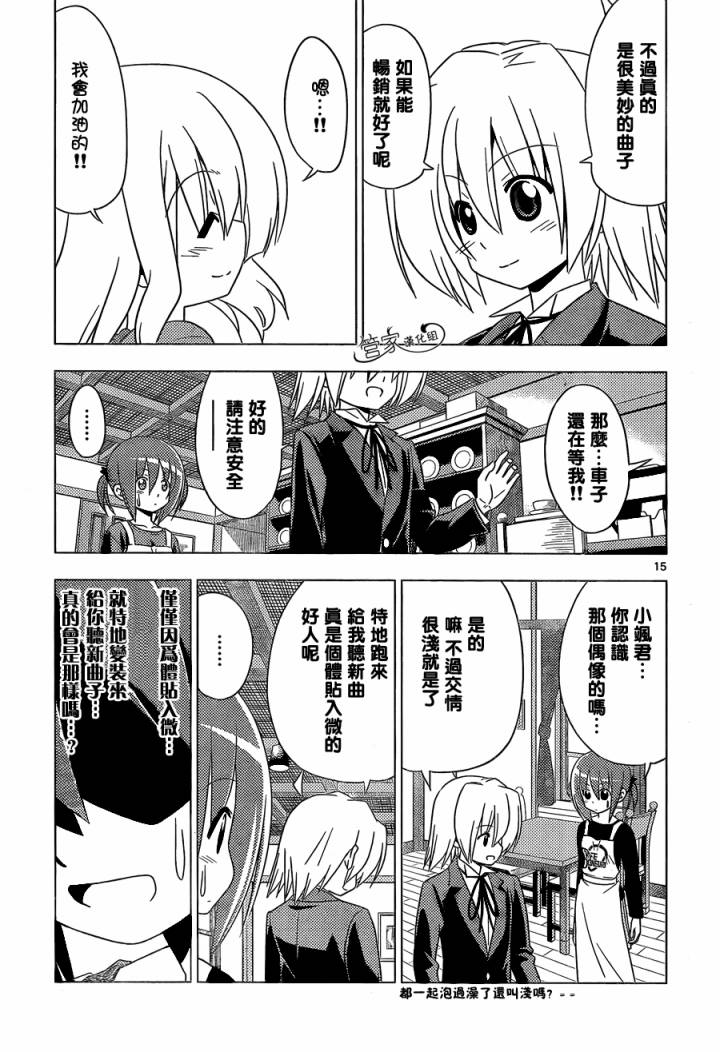 不過眞的
是很美妙的曲子
如果能
暢銷就好了呢
嗯…!!
我會加油的!!
管家漢化組
那麼…車子
還在等我!!
好的
請注意安全
——
……
15
小颯君…
你認識
那個偶像的嗎…
是的
嘛 不過交情
很淺就是了
特地跑來
給我聽新曲
眞是個體貼入微的
好人呢
……
僅僅因爲體貼入微…
就特地變裝來
給你聽新曲子…
真的會是那樣嗎…?
都一起泡過澡了還叫淺嗎? - -